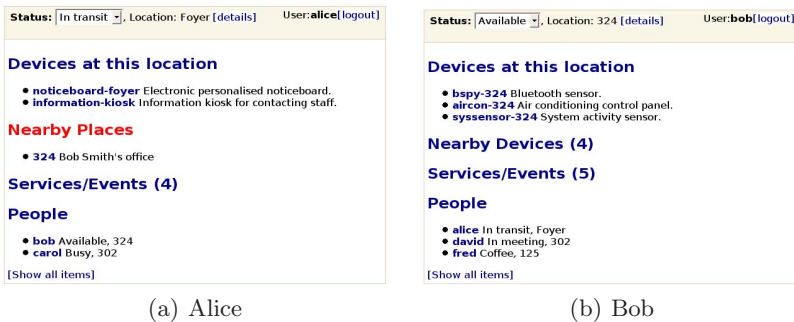 Status: In transit, Location: Foyer [details] User:alice[logout]
Devices at this location
noticeboard-foyer Electronic personalised noticeboard.
information-kiosk Information kiosk for contacting staff.
Nearby Places
324 Bob Smith's office
Services/Events (4)
People
bob Available, 324
carol Busy, 302
[Show all items]
(a) Alice
Status: Available, Location: 324 [details] User:bob[logout]
Devices at this location
bspy-324 Bluetooth sensor.
aircon-324 Air conditioning control panel.
syssensor-324 System activity sensor.
Nearby Devices (4)
Services/Events (5)
People
alice In transit, Foyer
david In meeting, 302
fred Coffee, 125
[Show all items]
(b) Bob